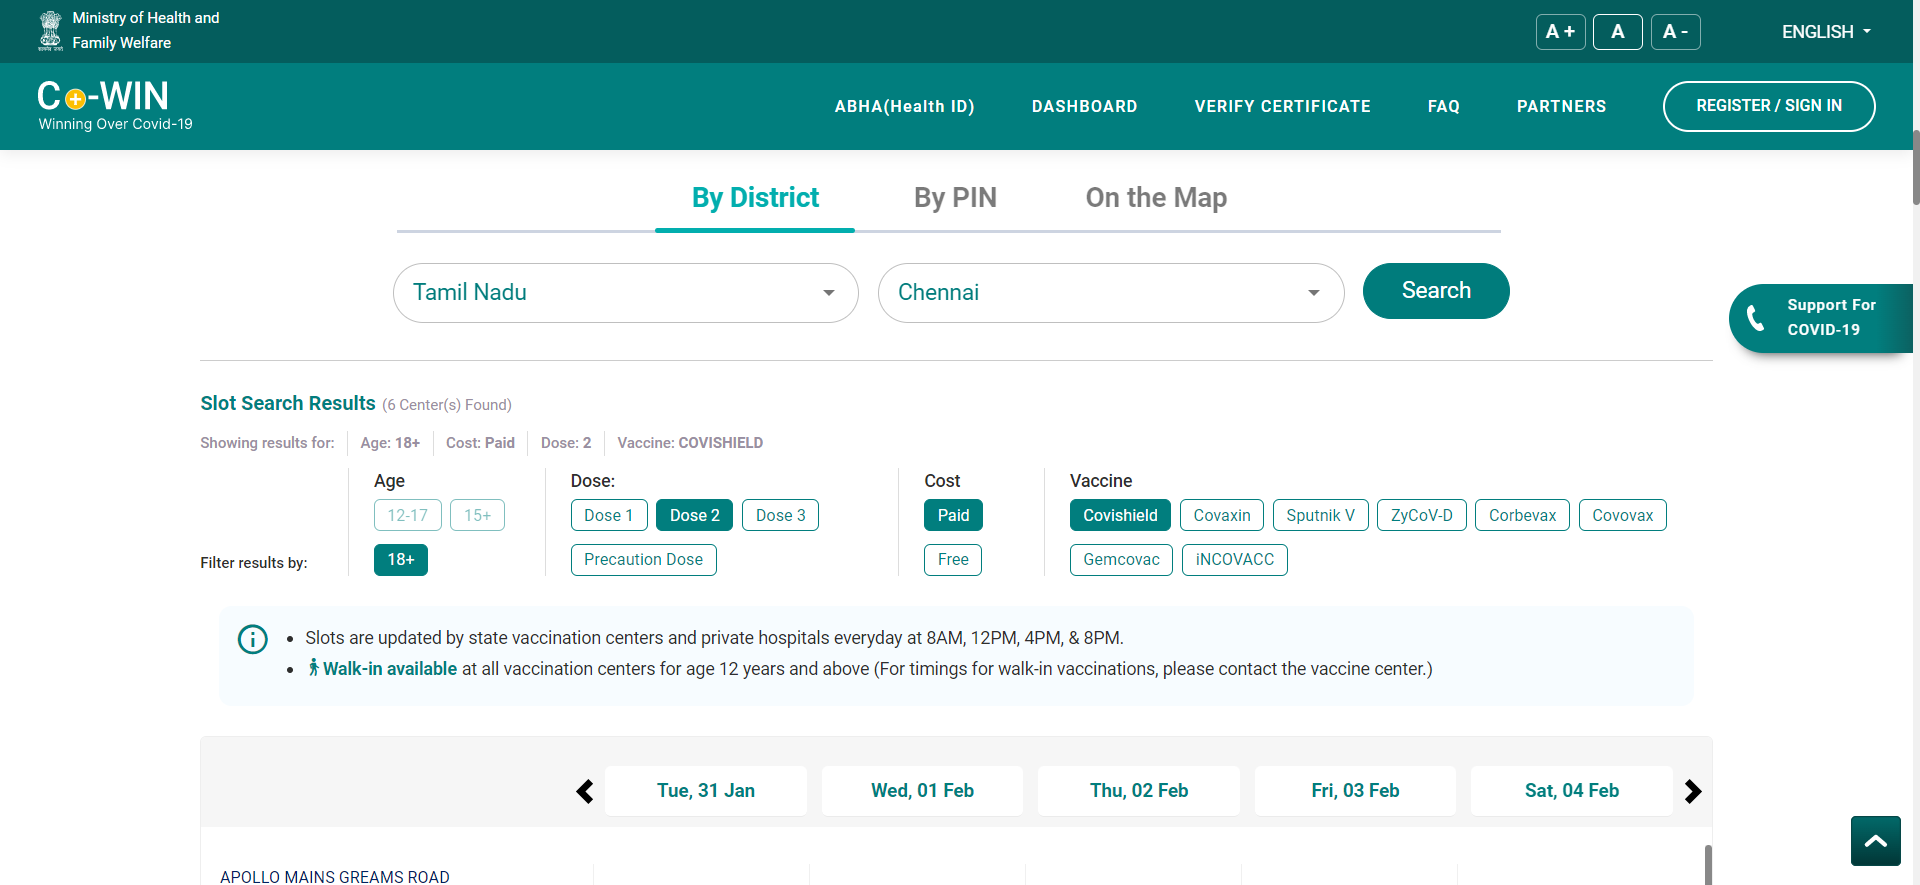 Ministry of Health and
Family Welfare
A +
A
A -
ENGLISH
Co-WIN
Winning Over Covid-19
ABHA(Health ID)
DASHBOARD
VERIFY CERTIFICATE
FAQ
PARTNERS
REGISTER / SIGN IN
By District
By PIN
On the Map
Tamil Nadu
Chennai
Search
Support For
COVID-19
Slot Search Results (6 Center(s) Found)
Showing results for: Age: 18+ Cost: Paid Dose: 2 Vaccine: COVISHIELD
Filter results by:
Age
12-17 15+
18+
Dose:
Dose 1 Dose 2 Dose 3
Precaution Dose
Cost
Paid
Free
Vaccine
Covishield Covaxin Sputnik V ZyCoV-D Corbevax Covovax
Gemcovac iNCOVACC
Slots are updated by state vaccination centers and private hospitals everyday at 8AM, 12PM, 4PM, & 8PM.
Walk-in available at all vaccination centers for age 12 years and above (For timings for walk-in vaccinations, please contact the vaccine center.)
Tue, 31 Jan
Wed, 01 Feb
Thu, 02 Feb
Fri, 03 Feb
Sat, 04 Feb
APOLLO MAINS GREAMS ROAD